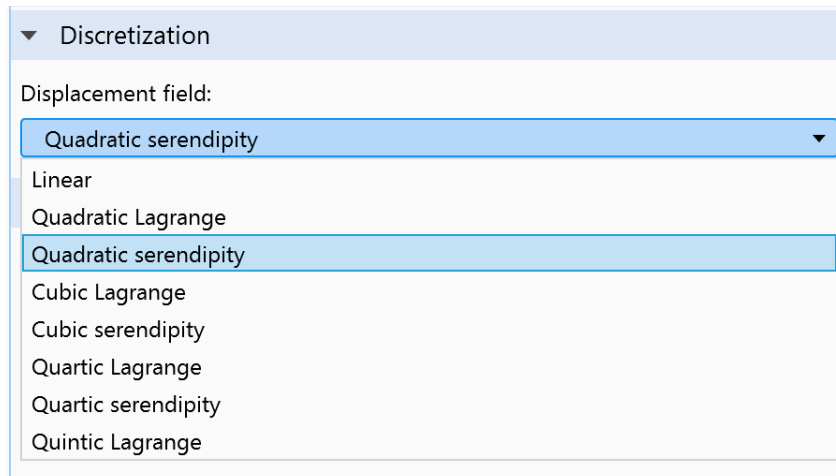 Discretization
Displacement field:
Quadratic serendipity
Linear
Quadratic Lagrange
Quadratic serendipity
Cubic Lagrange
Cubic serendipity
Quartic Lagrange
Quartic serendipity
Quintic Lagrange